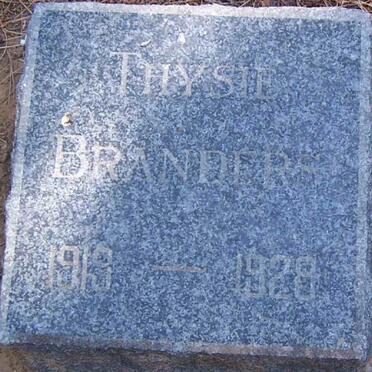 THYSIE
BRANDERS
1913 — 1928